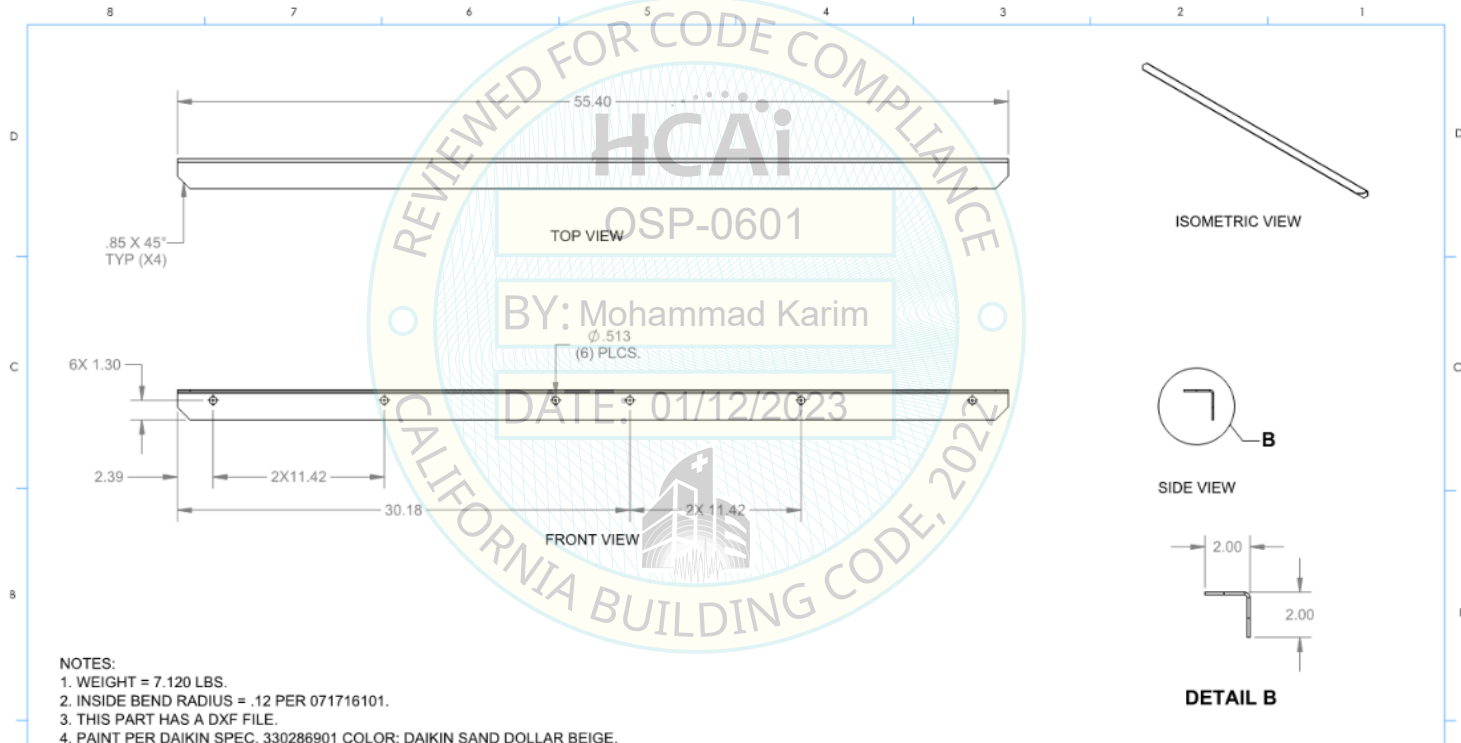 8 7 6 5 4 3 2 1
REVIEWED FOR CODE COMPLIANCE
55.40
HCAi
D D
ISOMETRIC VIEW
OSP-0601
TOP VIEW
.85 X 45°
TYP (X4)
BY: Mohammad Karim
Ø.513
(6) PLCS.
6X 1.30
C C
DATE: 01/12/2023
B
2.39
2X11.42
SIDE VIEW
30.18
2X 11.42
FRONT VIEW
2.00
B
2.00
CALIFORNIA BUILDING CODE, 2022
NOTES:
1. WEIGHT = 7.120 LBS.
2. INSIDE BEND RADIUS = .12 PER 071716101.
3. THIS PART HAS A DXF FILE.
4. PAINT PER DAIKIN SPEC. 330286901 COLOR: DAIKIN SAND DOLLAR BEIGE.
DETAIL B